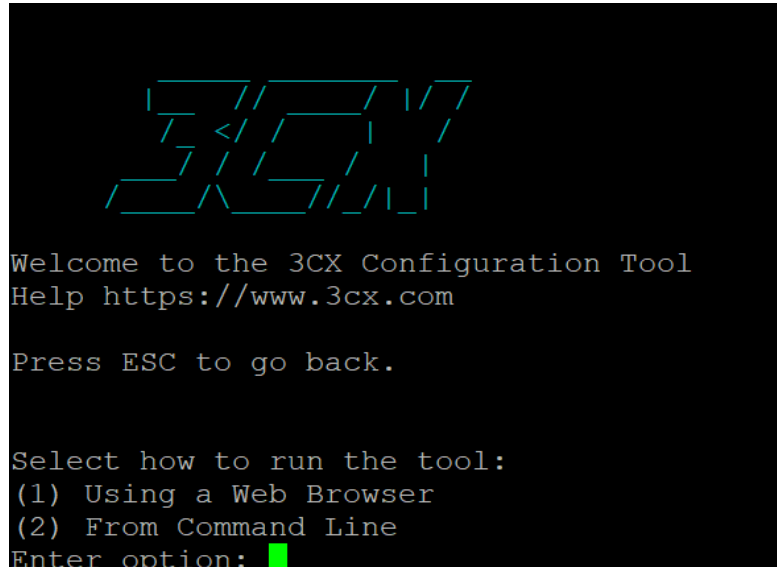 3CX
Welcome to the 3CX Configuration Tool
Help https://www.3cx.com
Press ESC to go back.
Select how to run the tool:
(1) Using a Web Browser
(2) From Command Line
Enter option: